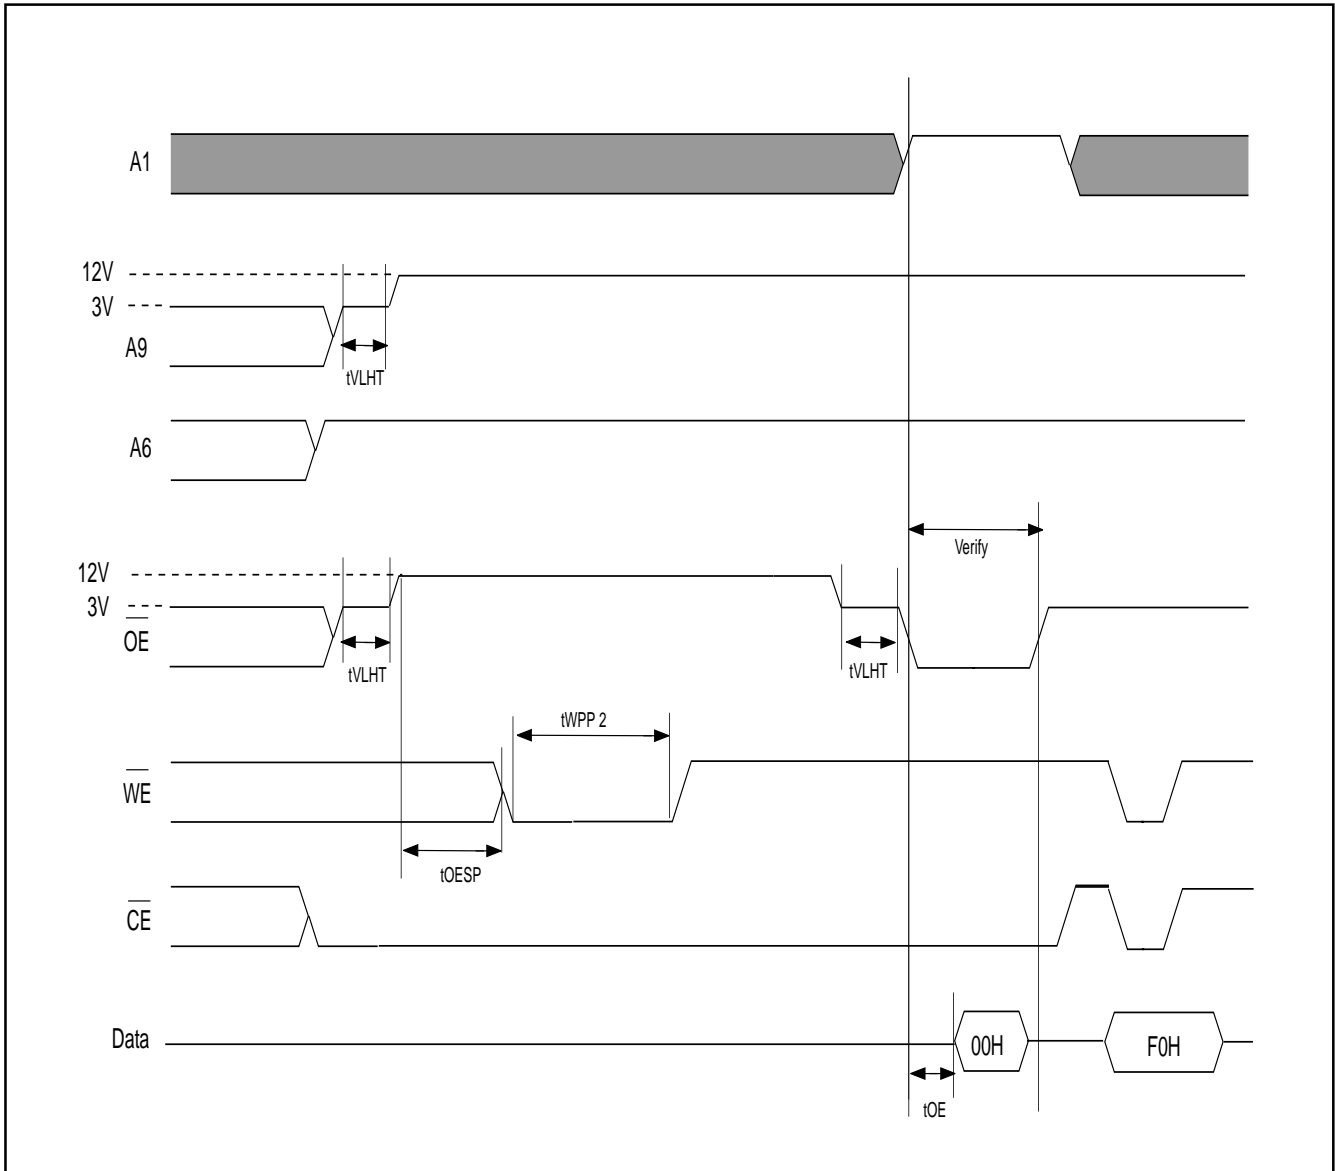 A1
12V
3V
A9
tVLHT
A6
Verify
12V
3V
OE
tVLHT
tVLHT
tWPP 2
WE
tOESP
CE
Data
00H
F0H
tOE